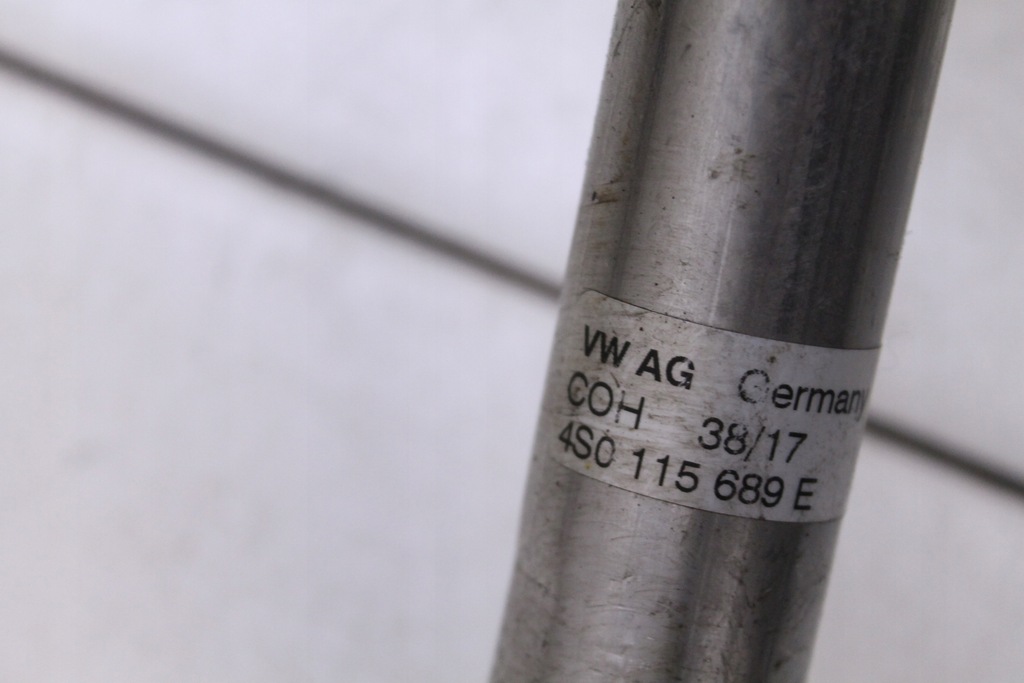 VW AG Germany
COH 38/17
4S0 115 689 E